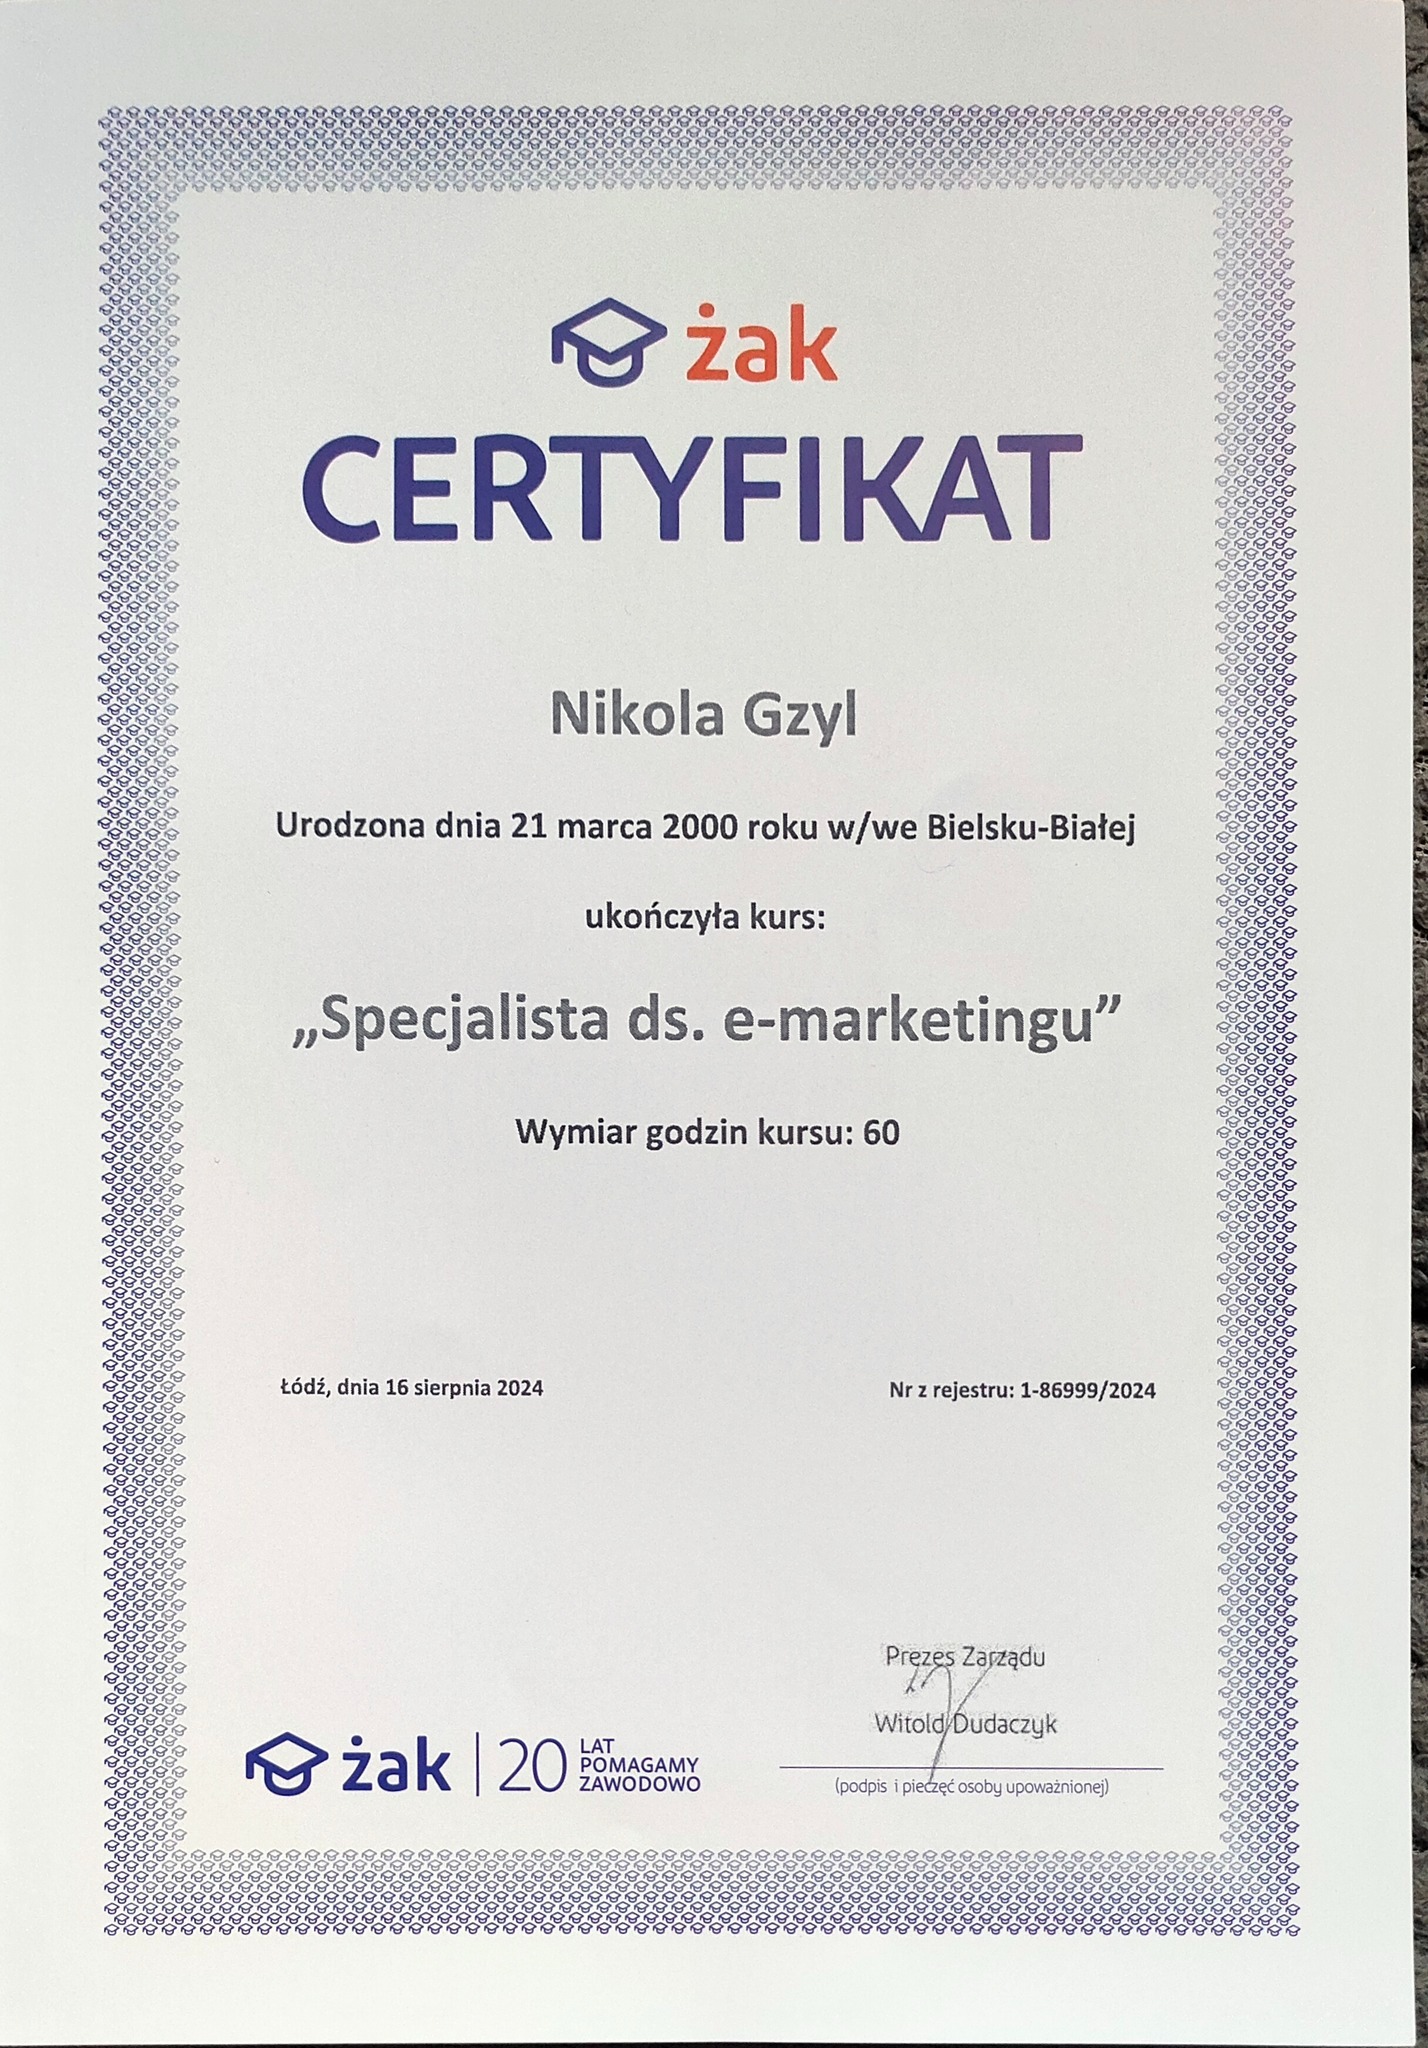 żak
CERTYFIKAT
Nikola Gzyl
Urodzona dnia 21 marca 2000 roku w/we Bielsku-Białej
ukończyła kurs:
„Specjalista ds. e-marketingu”
Wymiar godzin kursu: 60
Łódź, dnia 16 sierpnia 2024
Nr z rejestru: 1-86999/2024
Prezes Zarządu
Witold Dudaczyk
(podpis i pieczęć osoby upoważnionej)
żak | 20 LAT
POMAGAMY
ZAWODOWO